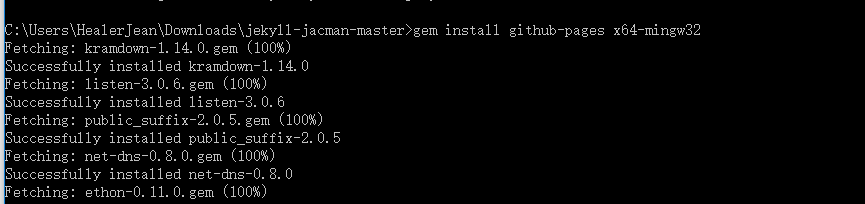 C:\Users\HealerJean\Downloads\jekyll-jacman-master>gem install github-pages x64-mingw32
Fetching: kramdown-1.14.0.gem (100%)
Successfully installed kramdown-1.14.0
Fetching: listen-3.0.6.gem (100%)
Successfully installed listen-3.0.6
Fetching: public_suffix-2.0.5.gem (100%)
Successfully installed public_suffix-2.0.5
Fetching: net-dns-0.8.0.gem (100%)
Successfully installed net-dns-0.8.0
Fetching: ethon-0.11.0.gem (100%)